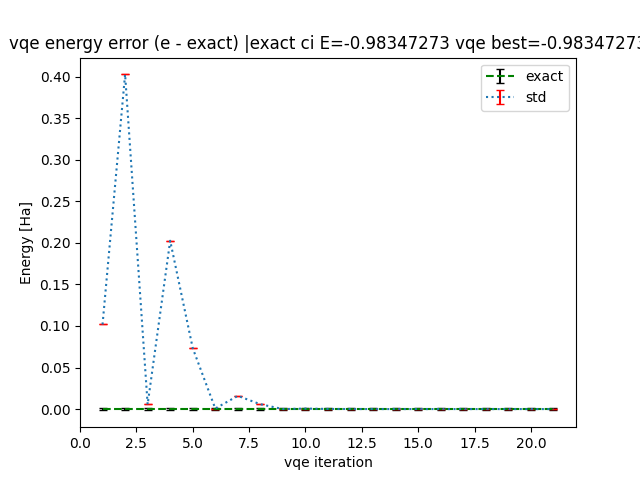 vqe energy error (e - exact) |exact ci E=-0.98347273 vqe best=-0.98347273
exact
std
0.40
0.35
0.30
0.25
0.20
0.15
0.10
0.05
0.00
Energy [Ha]
0.0 2.5 5.0 7.5 10.0 12.5 15.0 17.5 20.0
vqe iteration